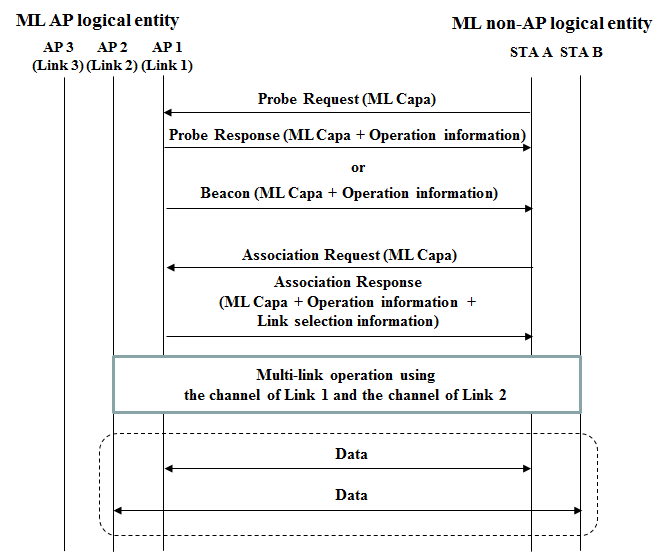 ML AP logical entity
ML non-AP logical entity
AP 3 AP 2 AP 1
(Link 3) (Link 2) (Link 1)
STA A STA B
Probe Request (ML Capa)
Probe Response (ML Capa + Operation information)
or
Beacon (ML Capa + Operation information)
Association Request (ML Capa)
Association Response
(ML Capa + Operation information +
Link selection information)
Multi-link operation using
the channel of Link 1 and the channel of Link 2
Data
Data